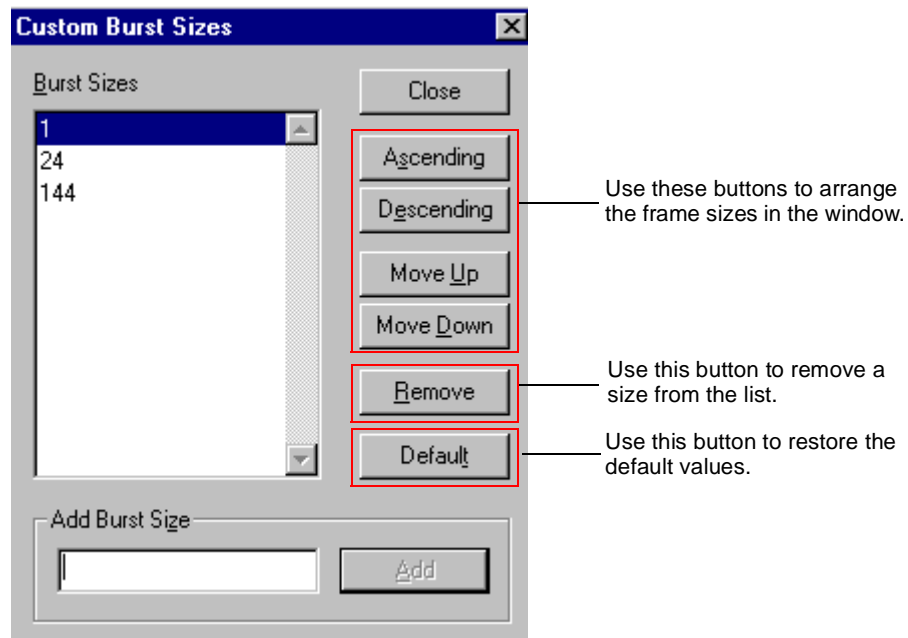 Custom Burst Sizes
Burst Sizes
Close
1
24
144
Ascending
Descending
Move Up
Move Down
Remove
Default
Use these buttons to arrange
the frame sizes in the window.
Use this button to remove a
size from the list.
Use this button to restore the
default values.
Add Burst Size
Add